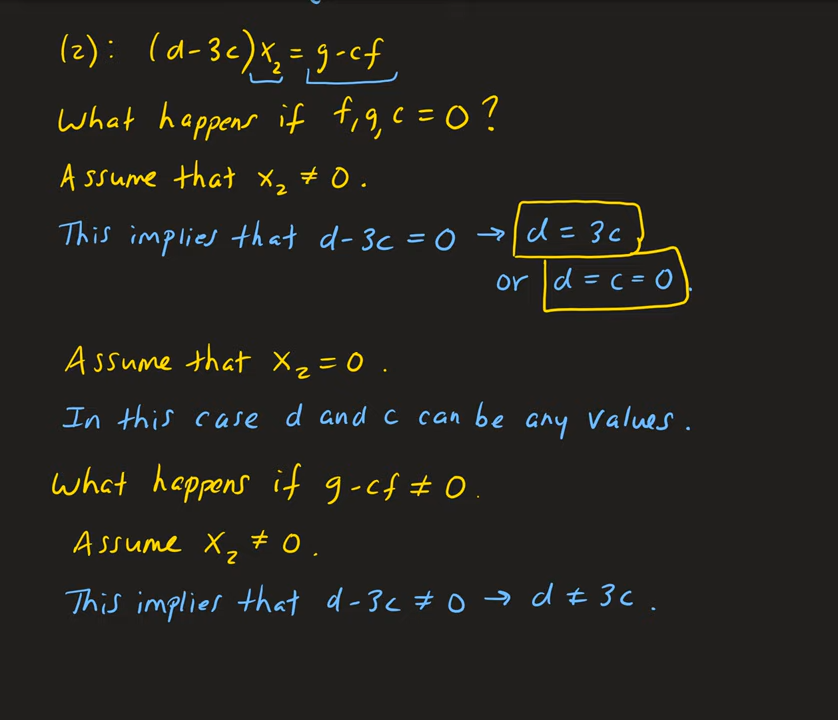 (2): (d-3c)x₂ = g-cf
What happens if f, g, c = 0?
Assume that x₂ ≠ 0.
This implies that d-3c = 0 → d = 3c
or d = c = 0.
Assume that x₂ = 0.
In this case d and c can be any values.
What happens if g-cf ≠ 0.
Assume x₂ ≠ 0.
This implies that d-3c ≠ 0 → d ≠ 3c.